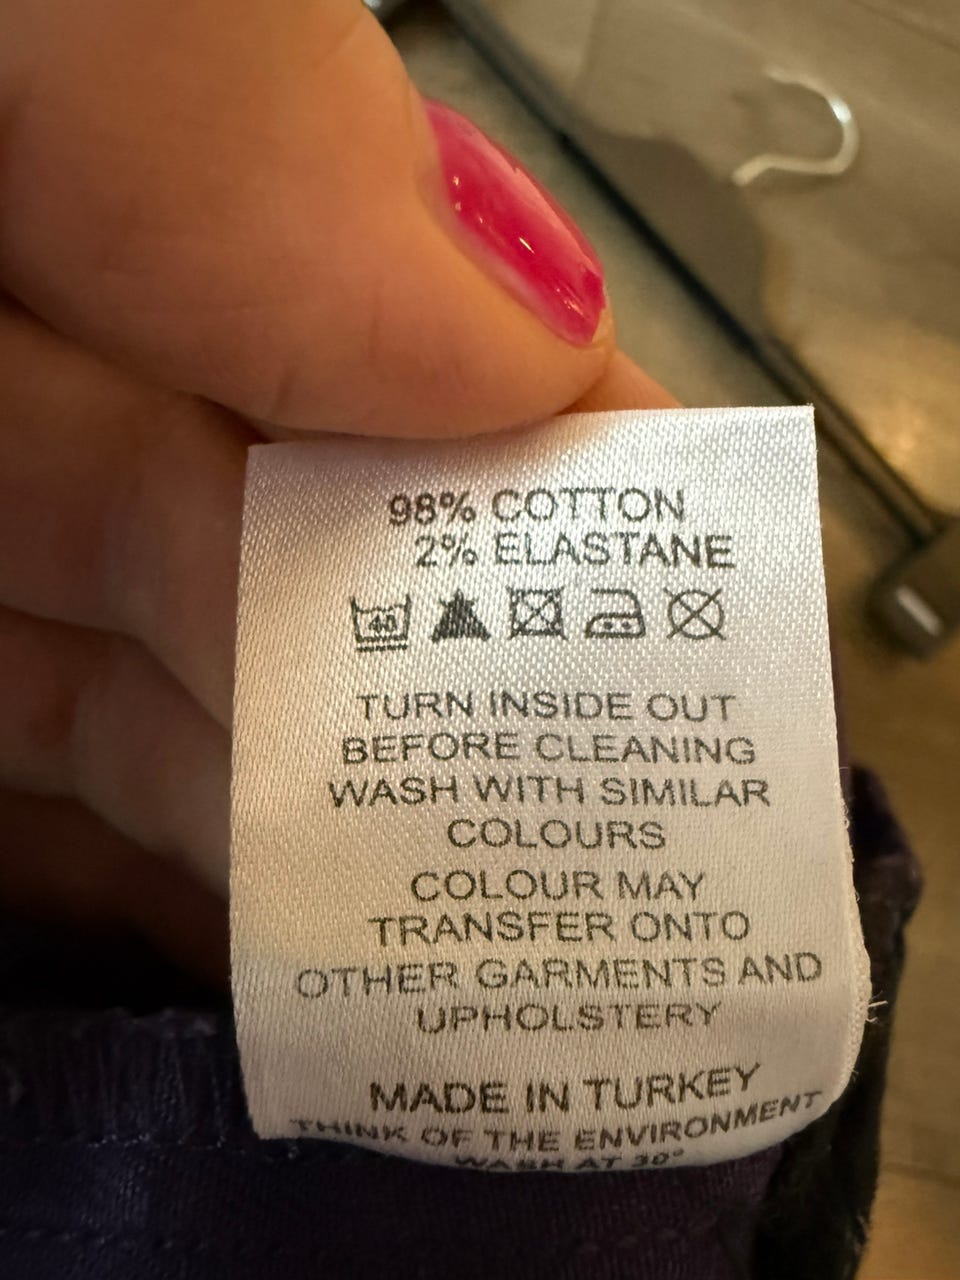 98% COTTON
2% ELASTANE
40
TURN INSIDE OUT
BEFORE CLEANING
WASH WITH SIMILAR
COLOURS
COLOUR MAY
TRANSFER ONTO
OTHER GARMENTS AND
UPHOLSTERY
MADE IN TURKEY
THINK OF THE ENVIRONMENT
WASH AT 30°